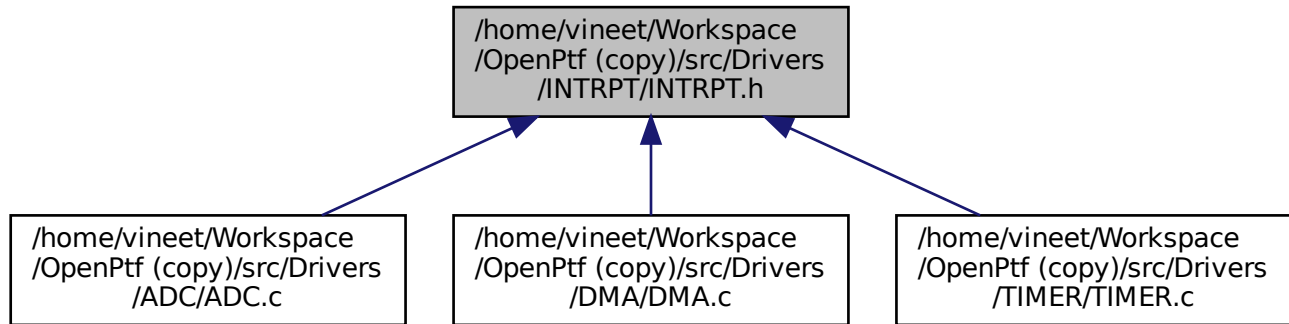 /home/vineet/Workspace
/OpenPtf (copy)/src/Drivers
/INTRPT/INTRPT.h
/home/vineet/Workspace
/OpenPtf (copy)/src/Drivers
/ADC/ADC.c
/home/vineet/Workspace
/OpenPtf (copy)/src/Drivers
/DMA/DMA.c
/home/vineet/Workspace
/OpenPtf (copy)/src/Drivers
/TIMER/TIMER.c